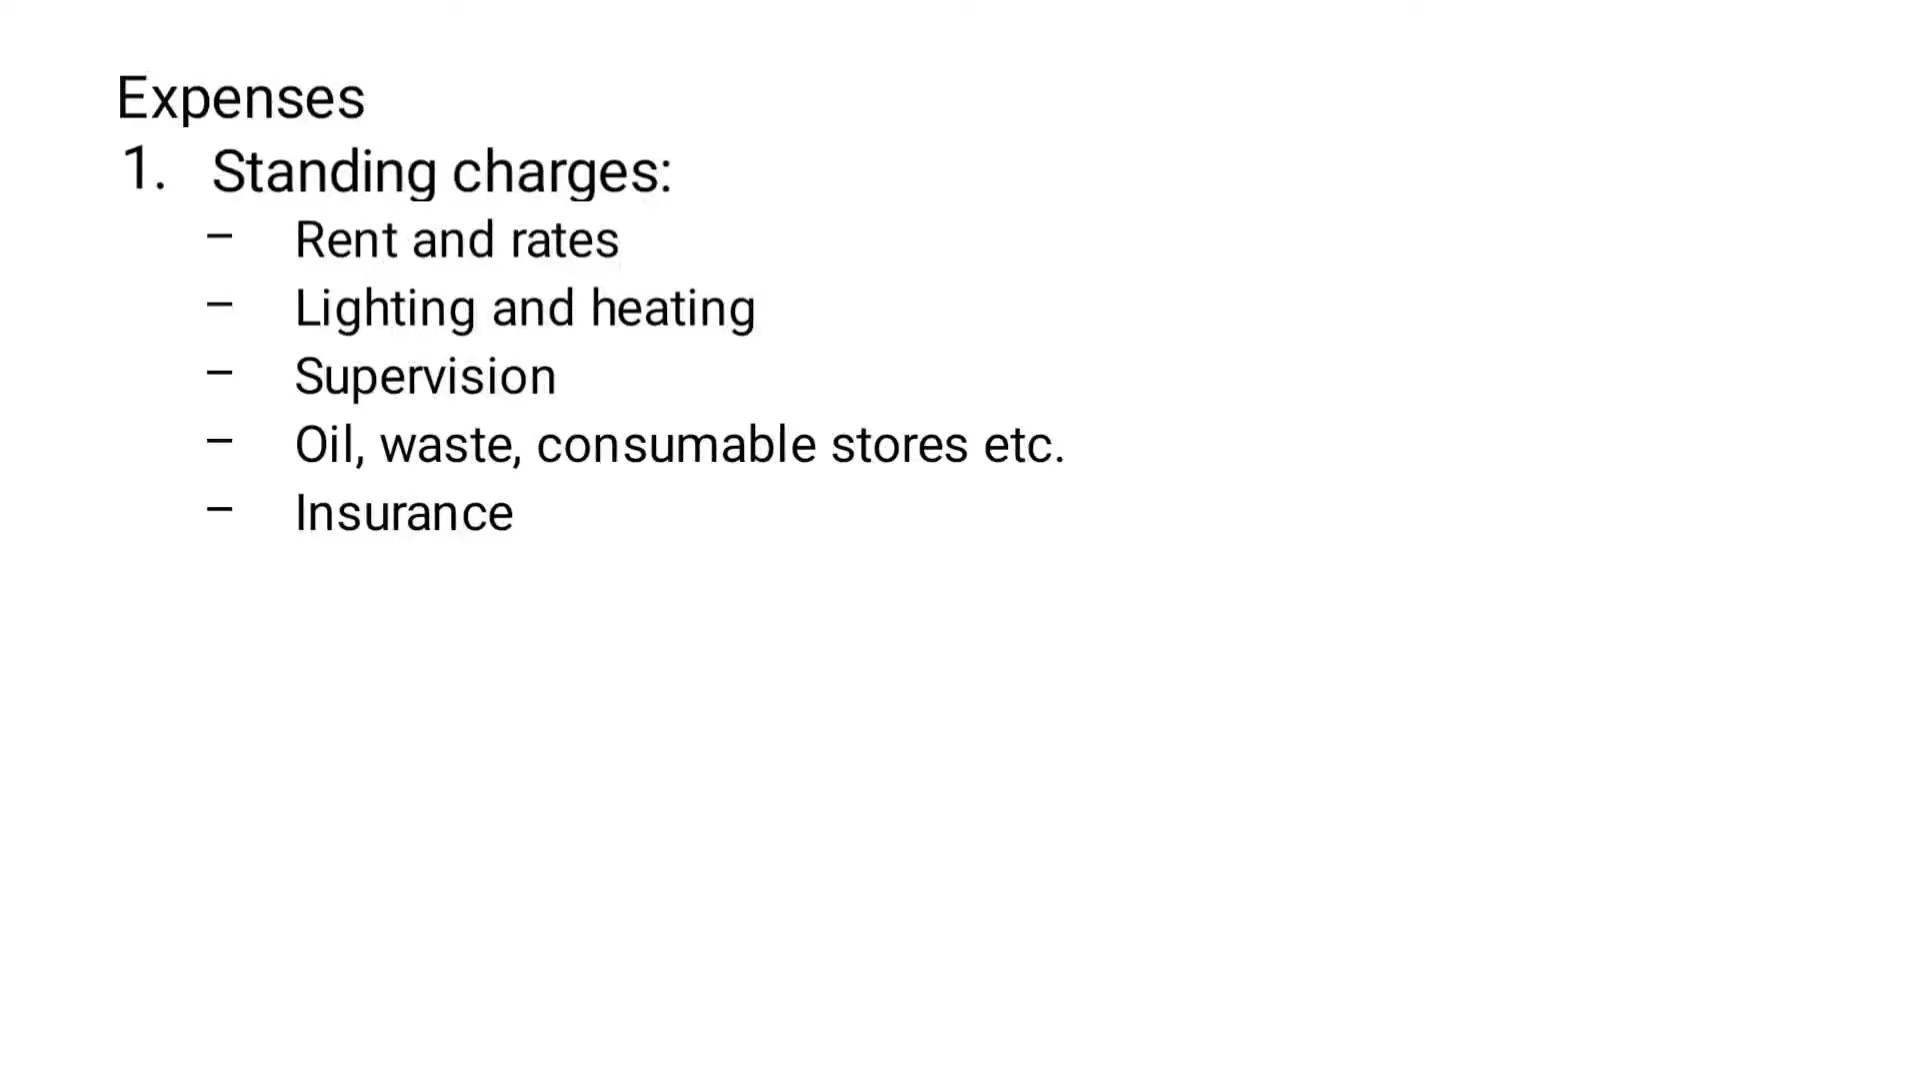 Expenses
1. Standing charges:
– Rent and rates
– Lighting and heating
– Supervision
– Oil, waste, consumable stores etc.
– Insurance